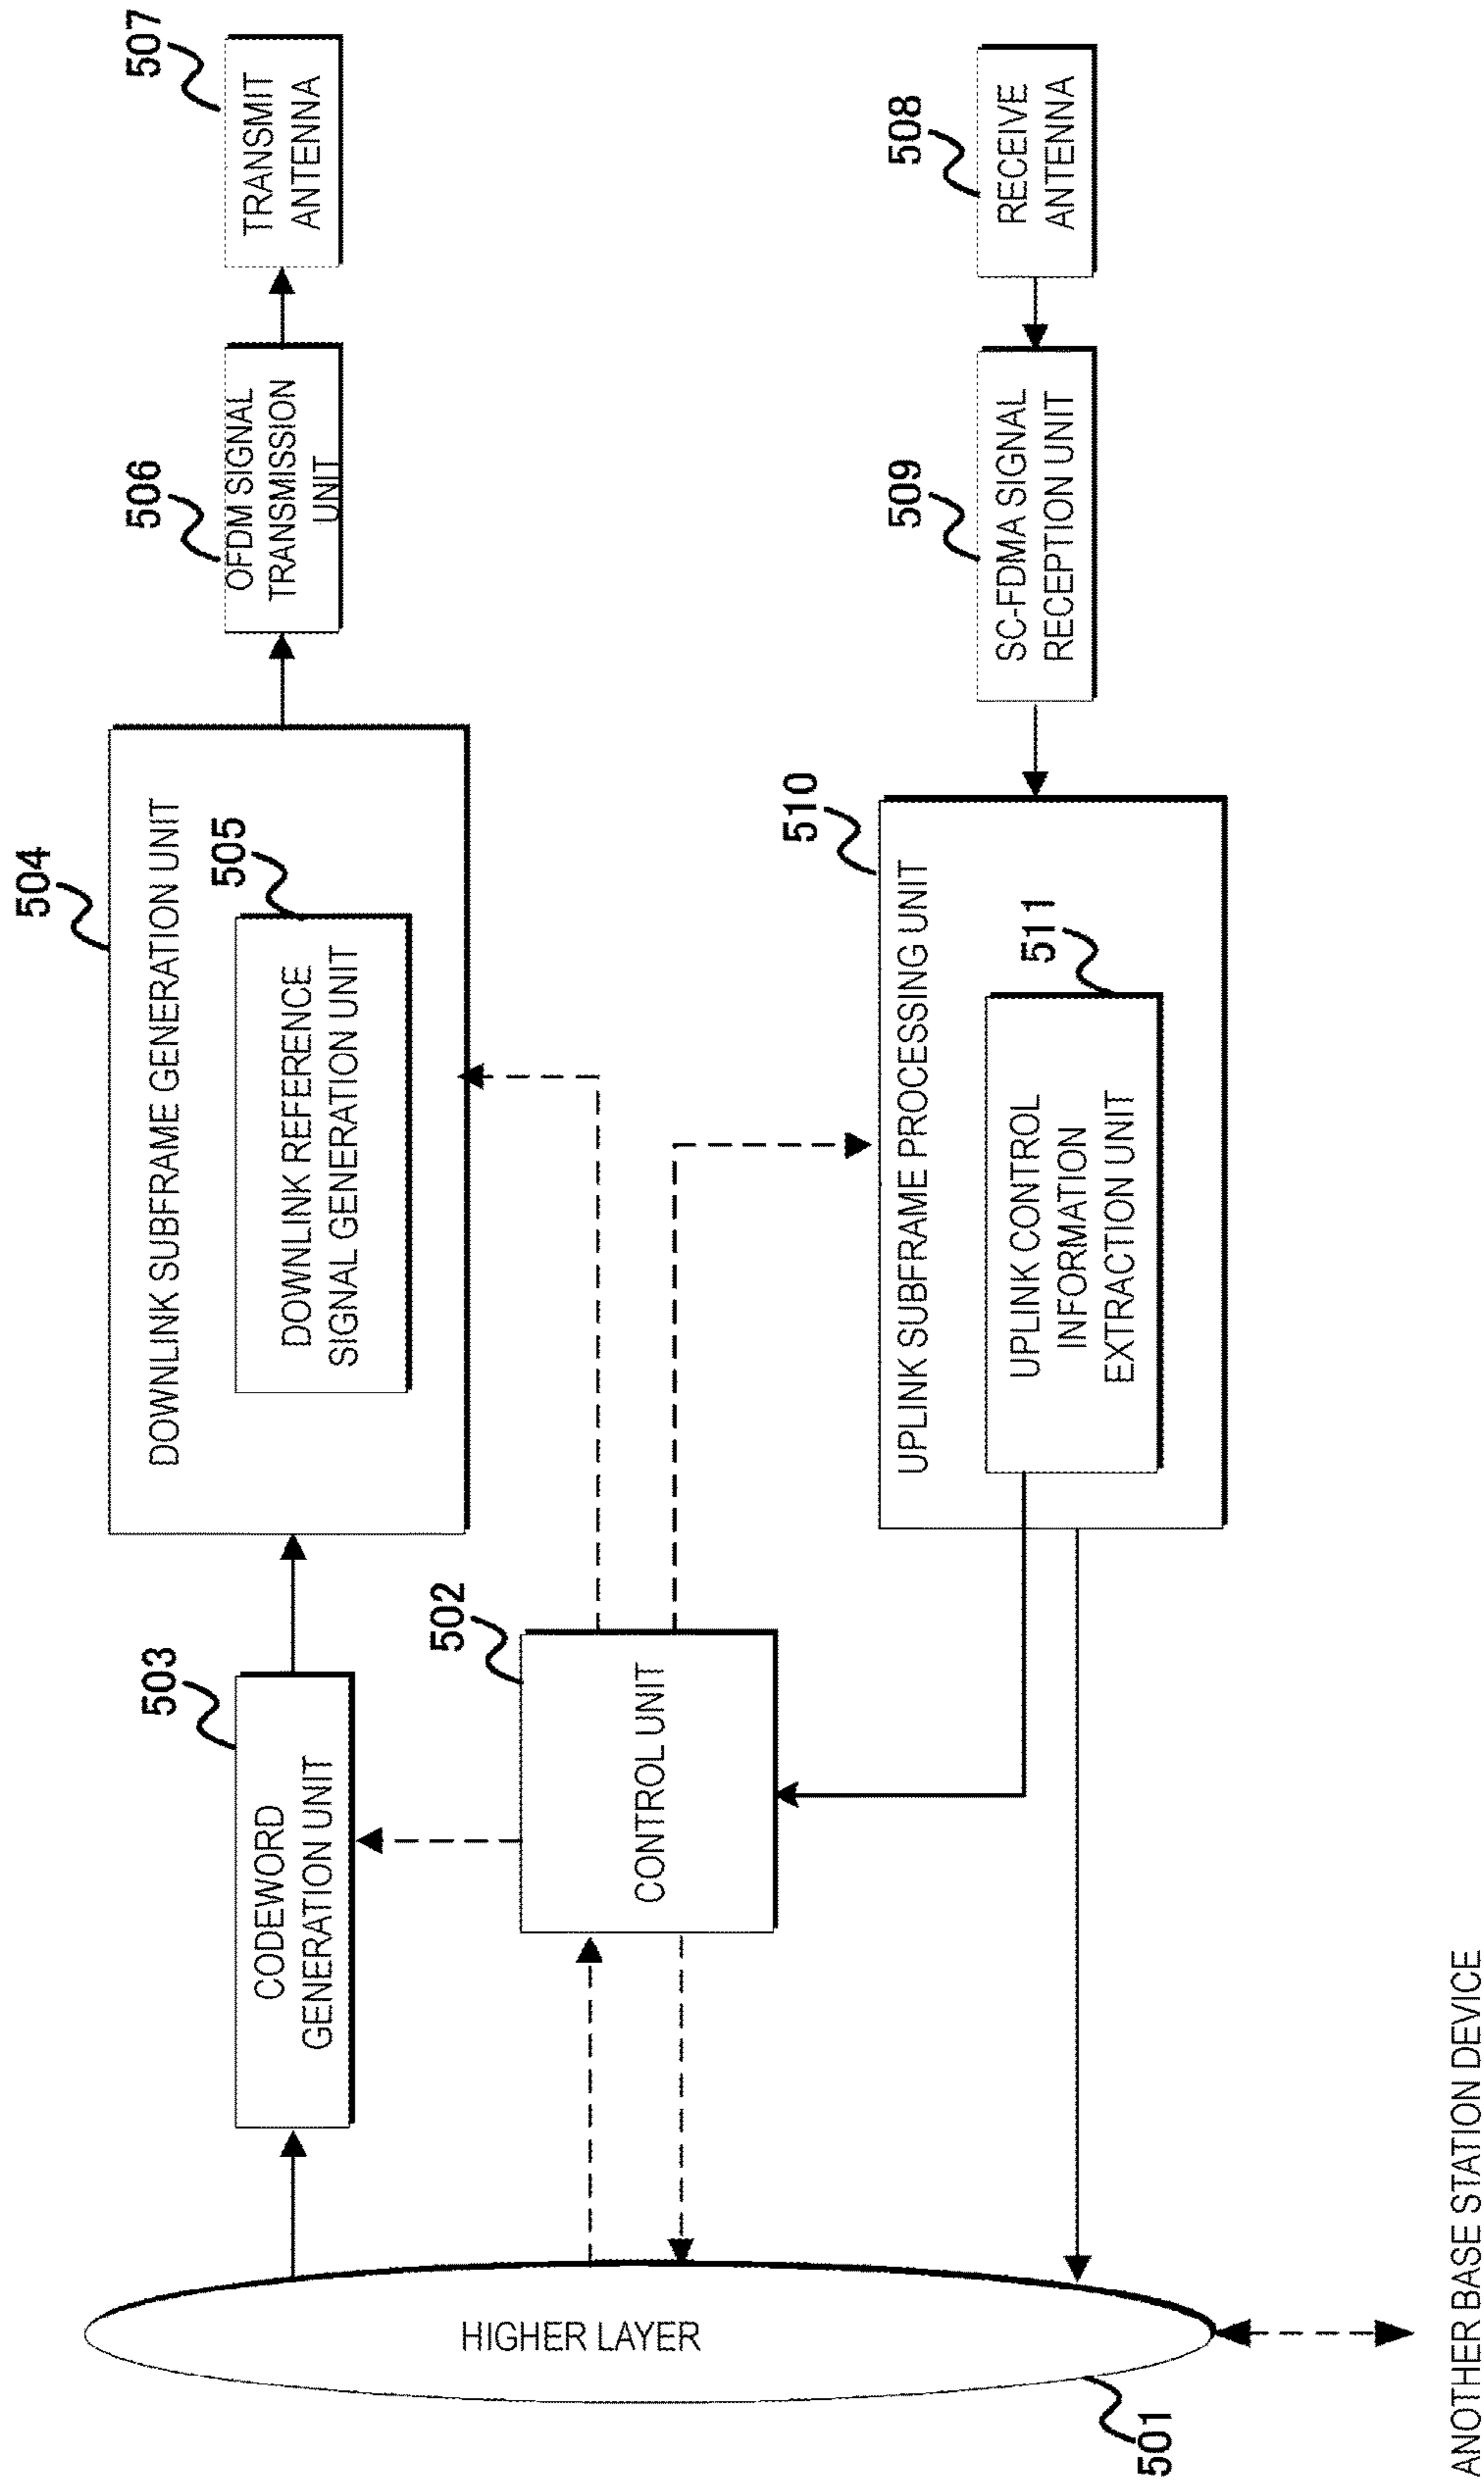 504
DOWNLINK SUBFRAME GENERATION UNIT
503
CODEWORD
GENERATION UNIT
505
DOWNLINK REFERENCE
SIGNAL GENERATION UNIT
506
OFDM SIGNAL
TRANSMISSION
UNIT
507
TRANSMIT
ANTENNA
HIGHER LAYER
501
502
CONTROL UNIT
510
UPLINK SUBFRAME PROCESSING UNIT
511
UPLINK CONTROL
INFORMATION
EXTRACTION UNIT
509
SC-FDMA SIGNAL
RECEPTION UNIT
508
RECEIVE
ANTENNA
ANOTHER BASE STATION DEVICE